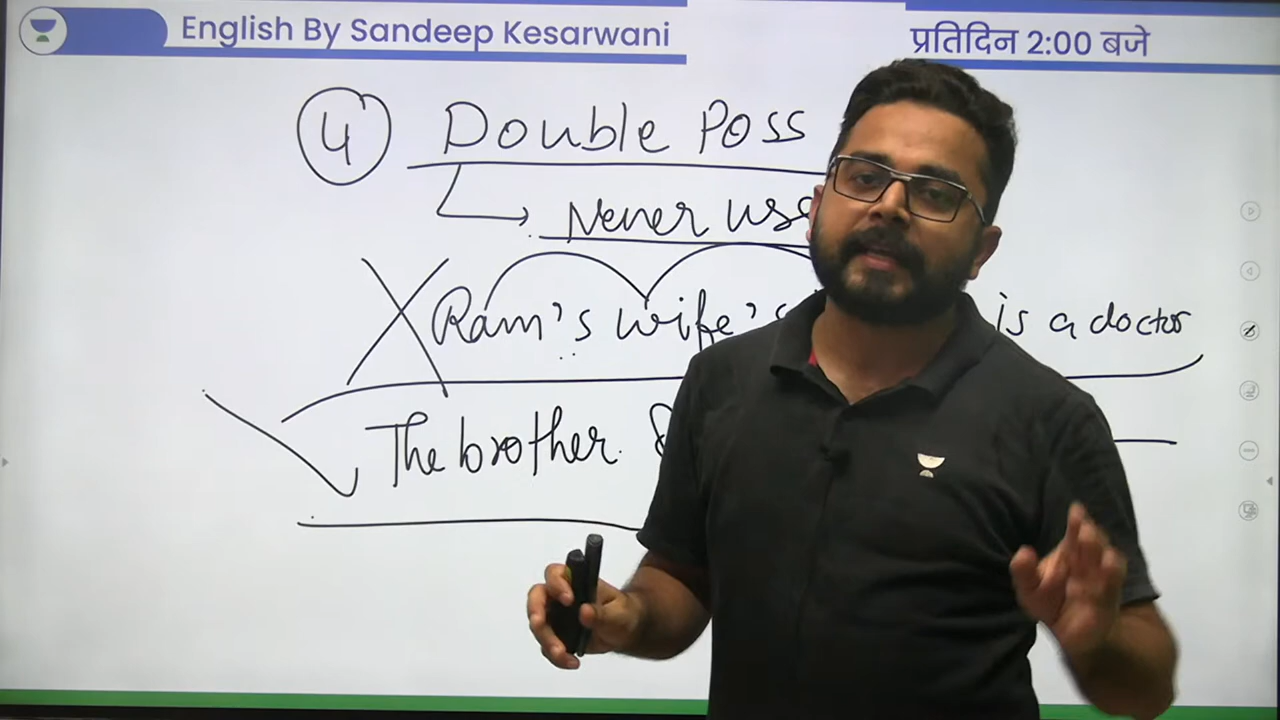 English By Sandeep Kesarwani
प्रतिदिन 2:00 बजे
4 Double Poss
Never use
Ram's wife's is a doctor
The brother